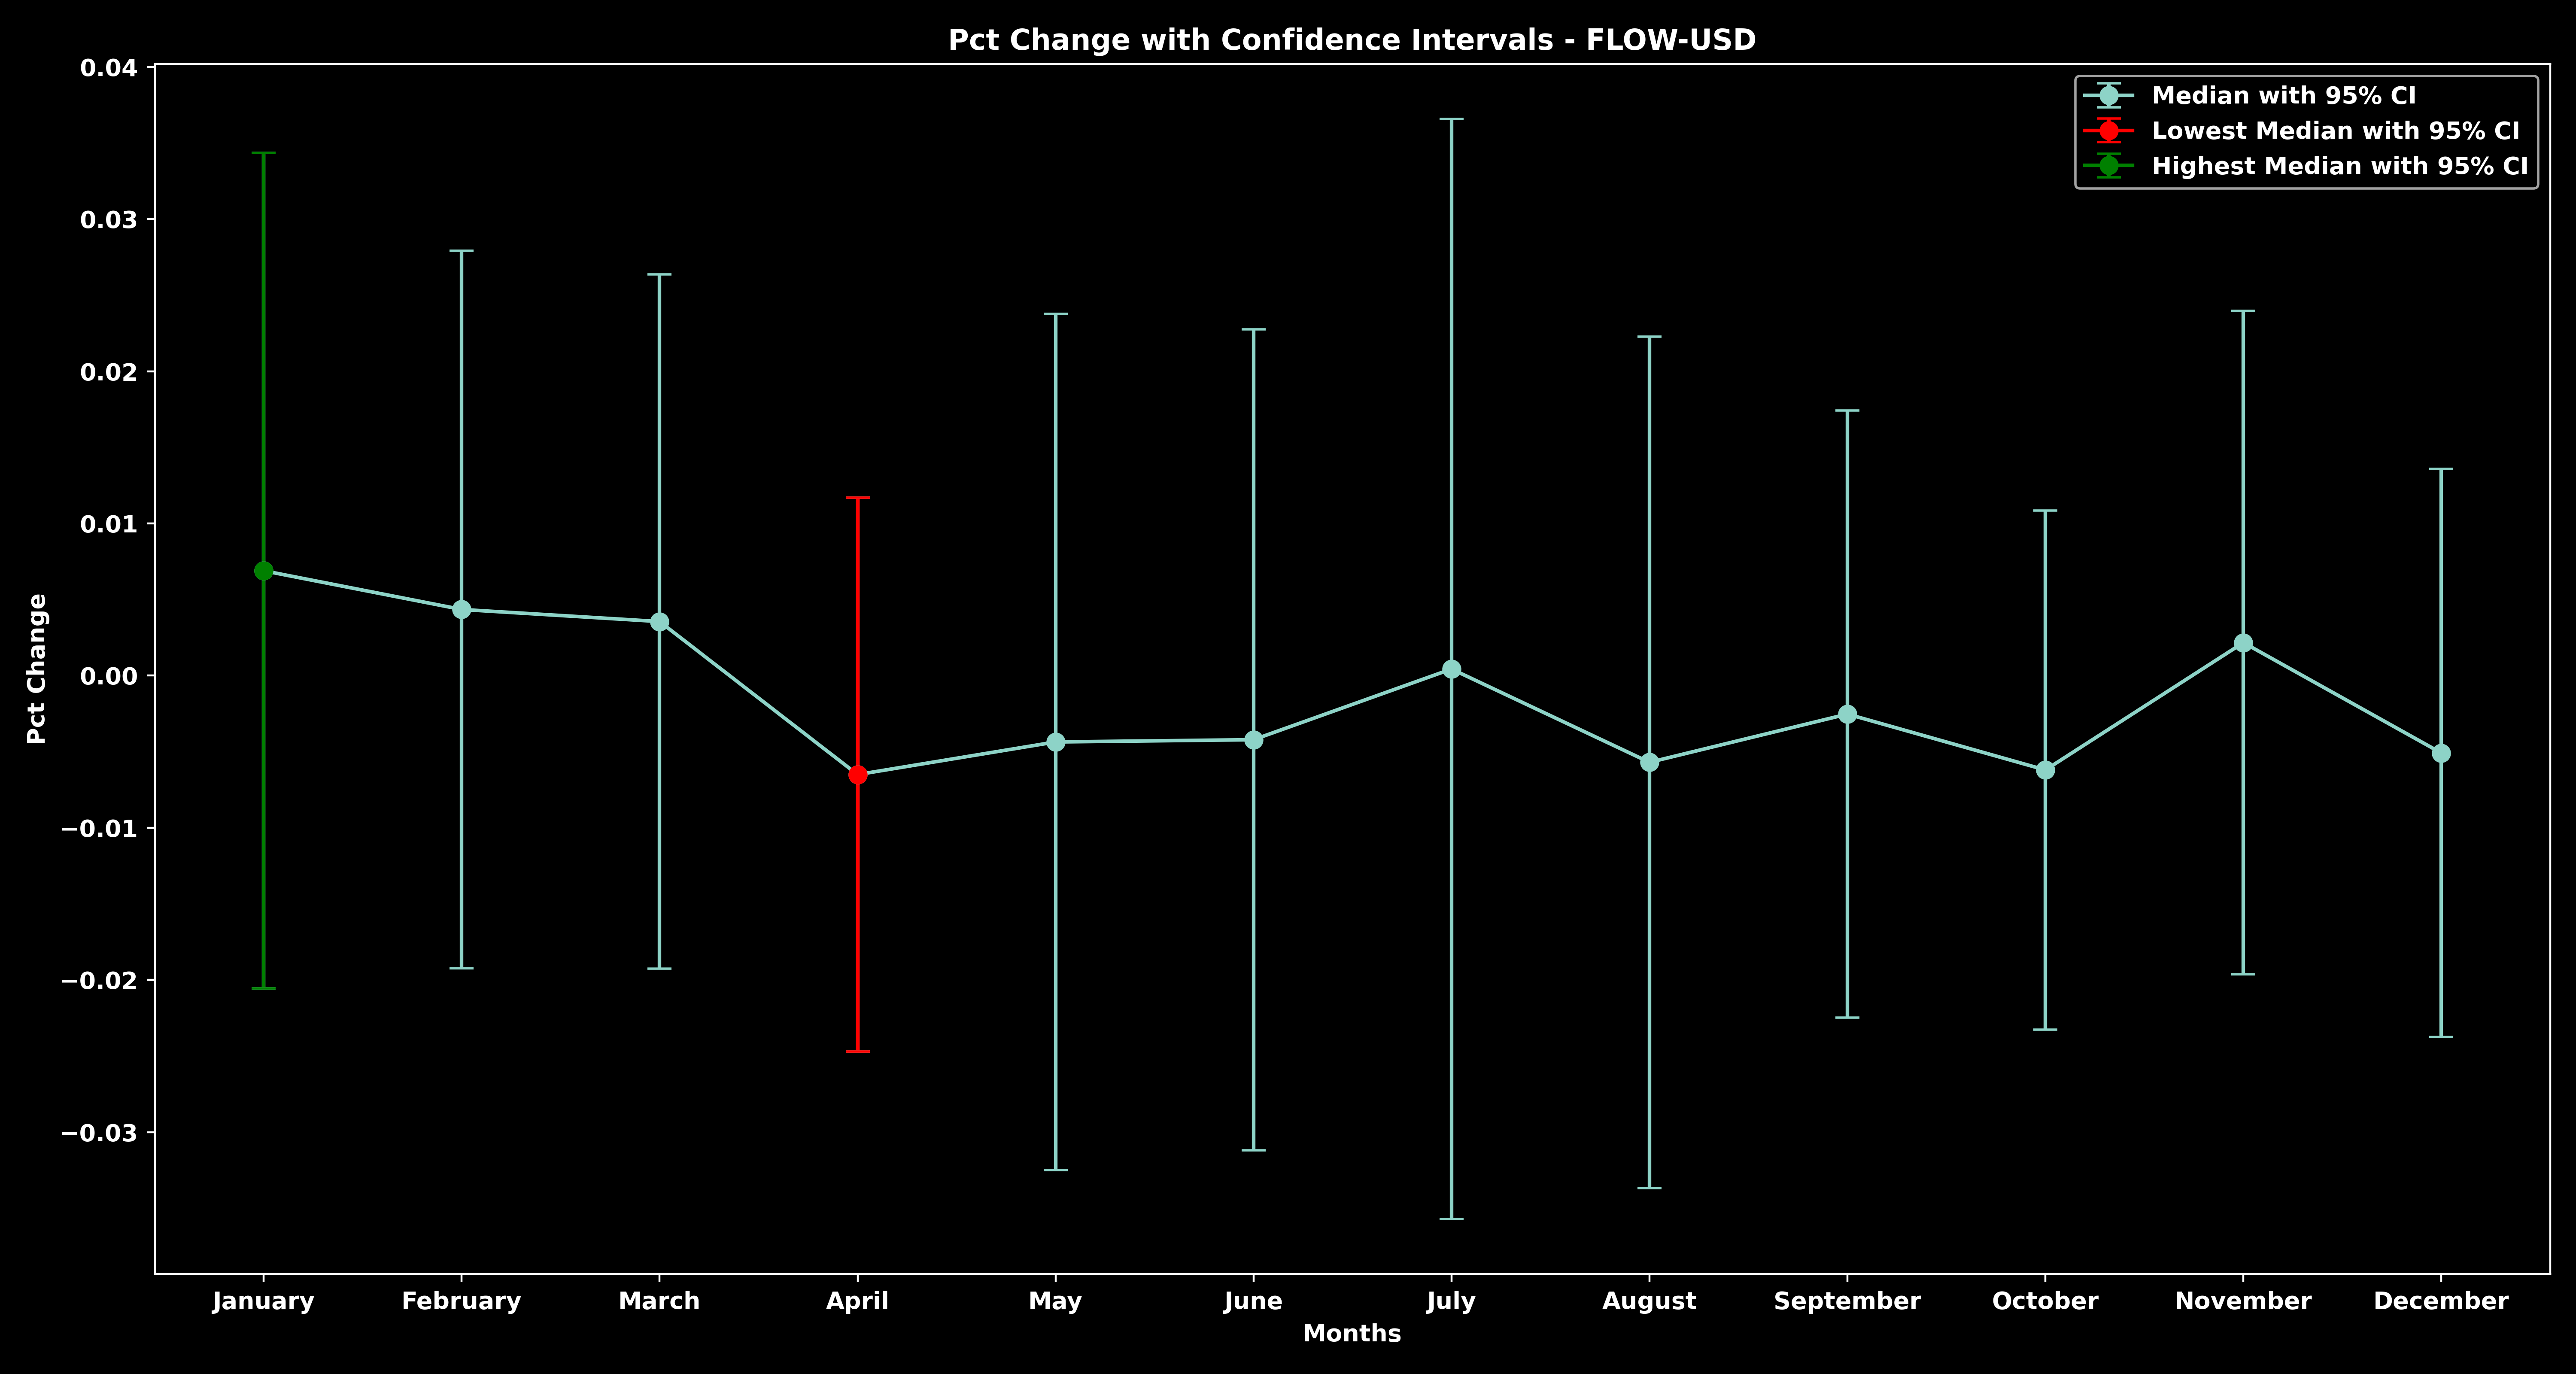 Pct Change with Confidence Intervals - FLOW-USD
Median with 95% CI
Lowest Median with 95% CI
Highest Median with 95% CI
Pct Change
0.04
0.03
0.02
0.01
0.00
−0.01
−0.02
−0.03
January February March April May June July August September October November December
Months